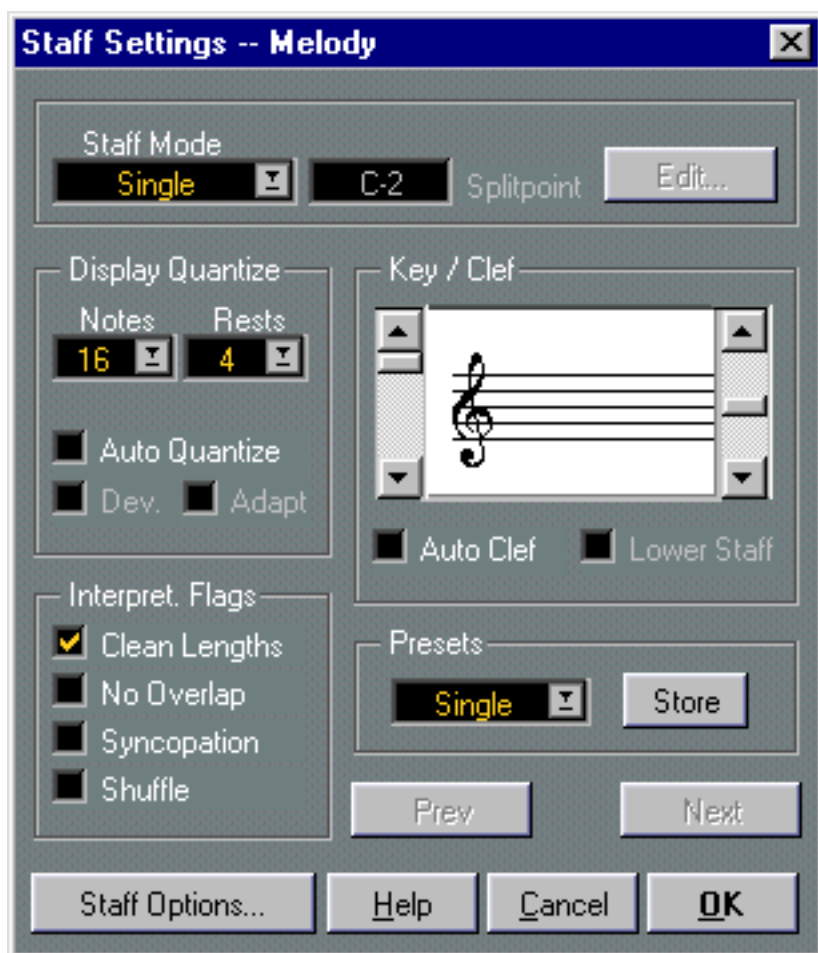 Staff Settings -- Melody
Staff Mode
Single C-2 Splitpoint Edit...
Display Quantize
Notes Rests
16 4
Auto Quantize
Dev. Adapt
Key / Clef
Auto Clef Lower Staff
Interpret. Flags
Clean Lengths
No Overlap
Syncopation
Shuffle
Presets
Single Store
Prev Next
Staff Options... Help Cancel OK